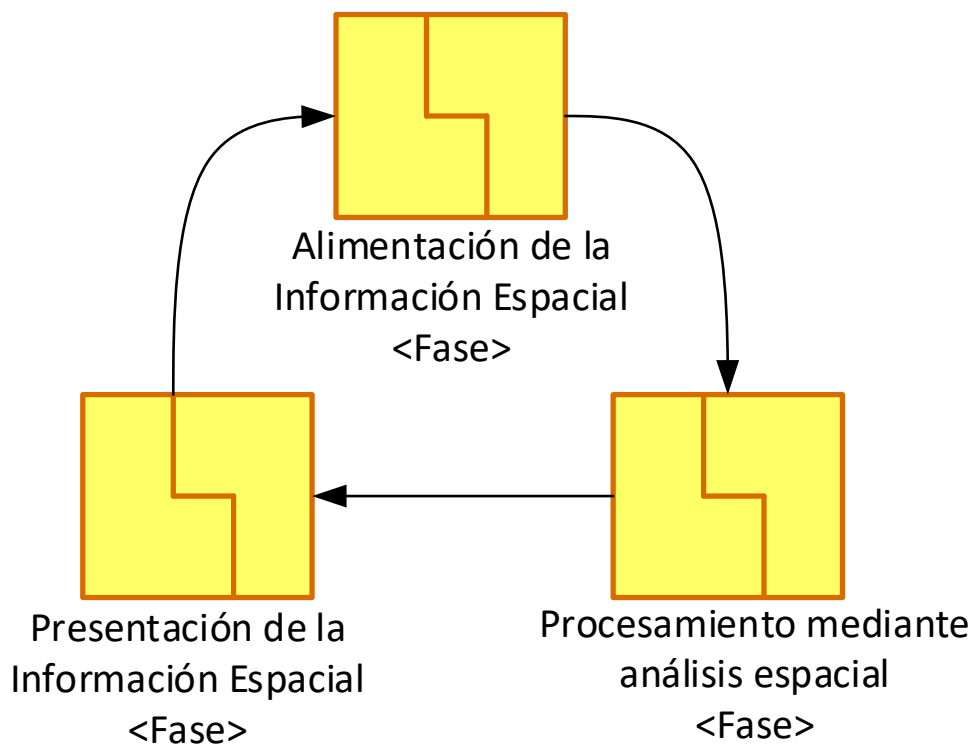 Alimentación de la
Información Espacial
<Fase>
Presentación de la
Información Espacial
<Fase>
Procesamiento mediante
análisis espacial
<Fase>